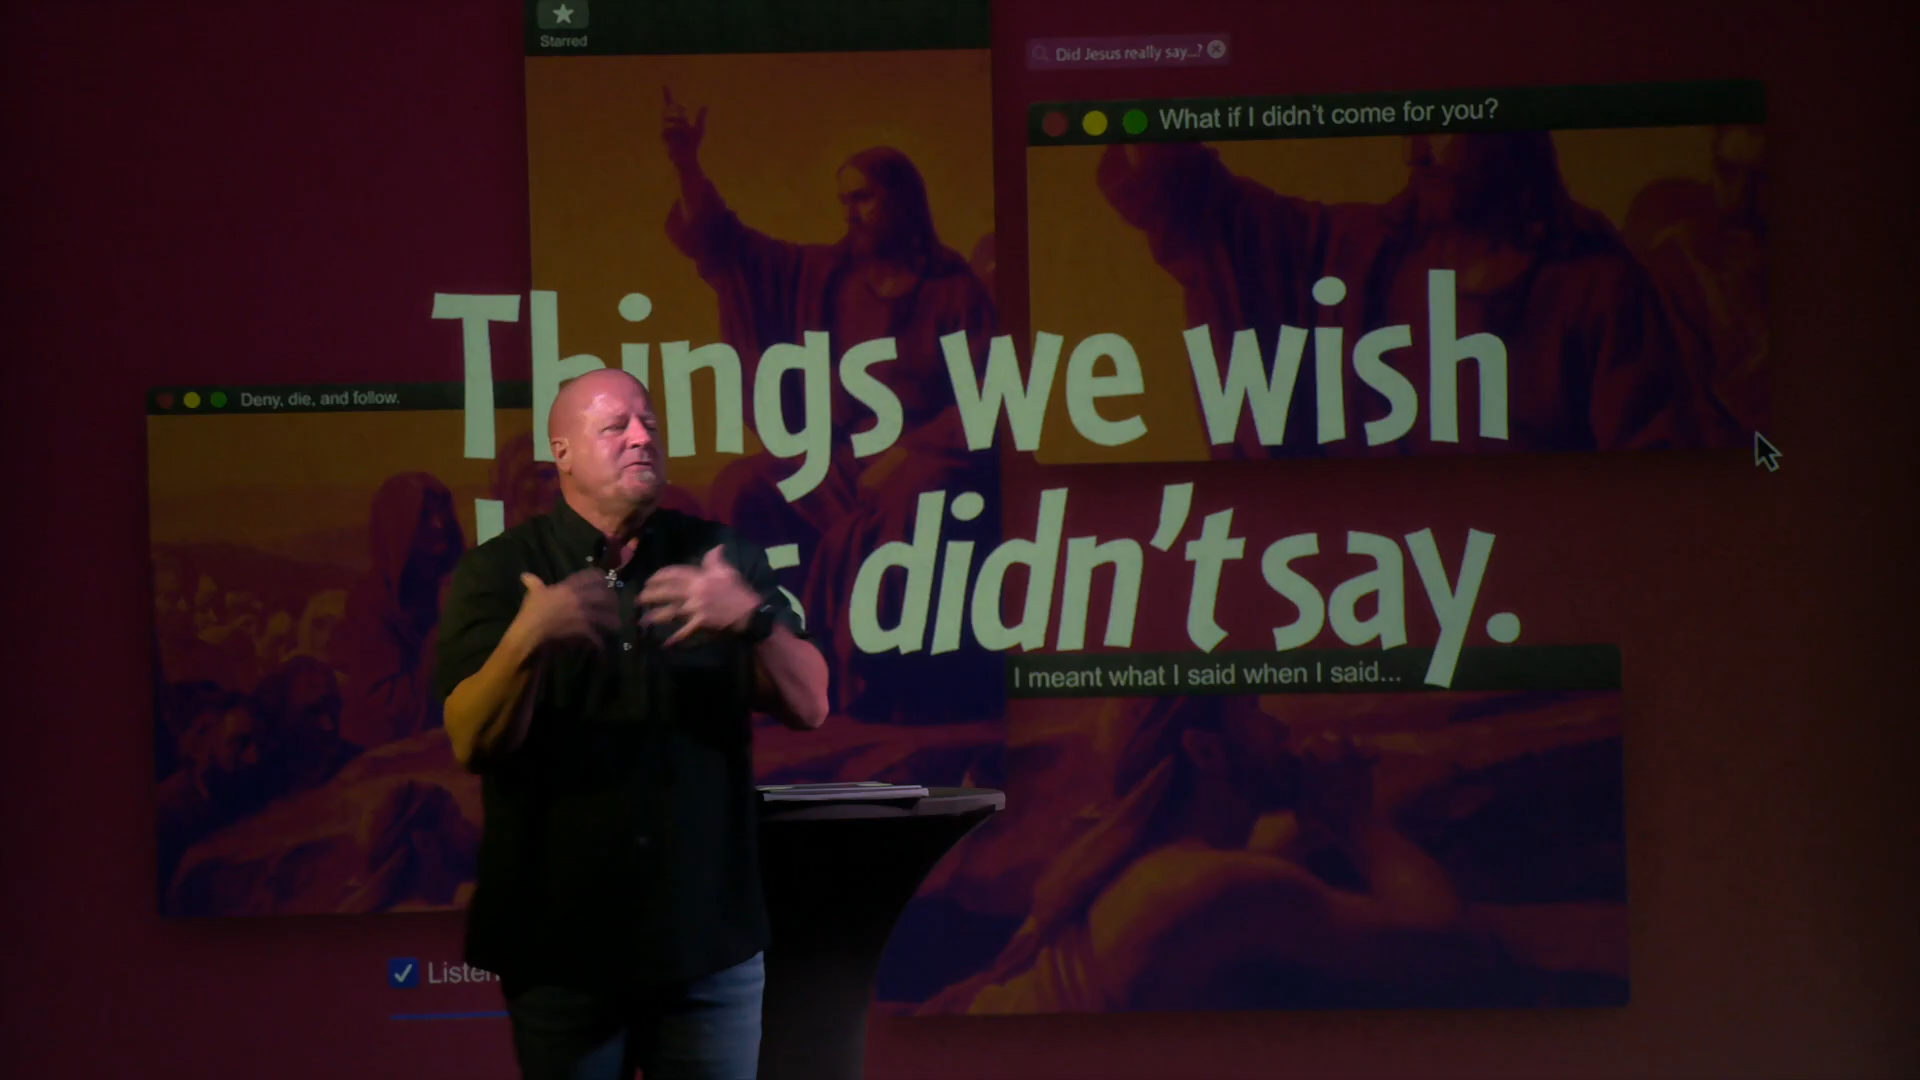 Starred
Did Jesus really say...?
What if I didn't come for you?
Things we wish
didn't say.
Deny, die, and follow.
I meant what I said when I said...
Listen